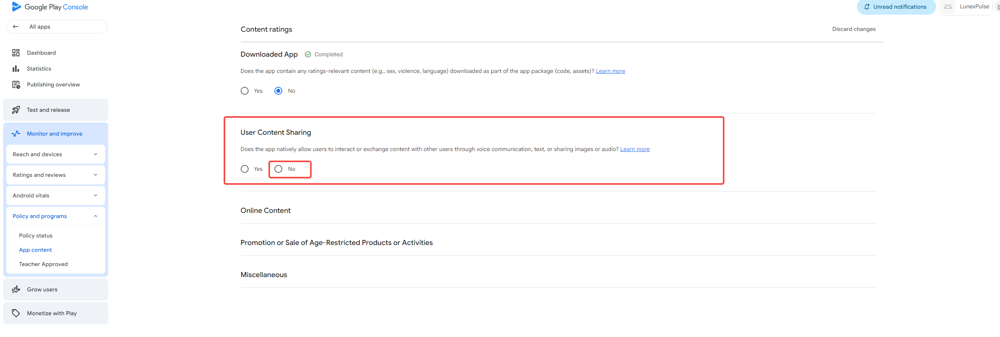 Google Play Console
Unread notifications
LunexPulse
All apps
Content ratings
Discard changes
Dashboard
Statistics
Publishing overview
Test and release
Monitor and improve
Reach and devices
Ratings and reviews
Android vitals
Policy and programs
Policy status
App content
Teacher Approved
Grow users
Monetize with Play
Downloaded App Completed
Does the app contain any ratings-relevant content (e.g., sex, violence, language) downloaded as part of the app package (code, assets)? Learn more
Yes No
User Content Sharing
Does the app natively allow users to interact or exchange content with other users through voice communication, text, or sharing images or audio? Learn more
Yes No
Online Content
Promotion or Sale of Age-Restricted Products or Activities
Miscellaneous